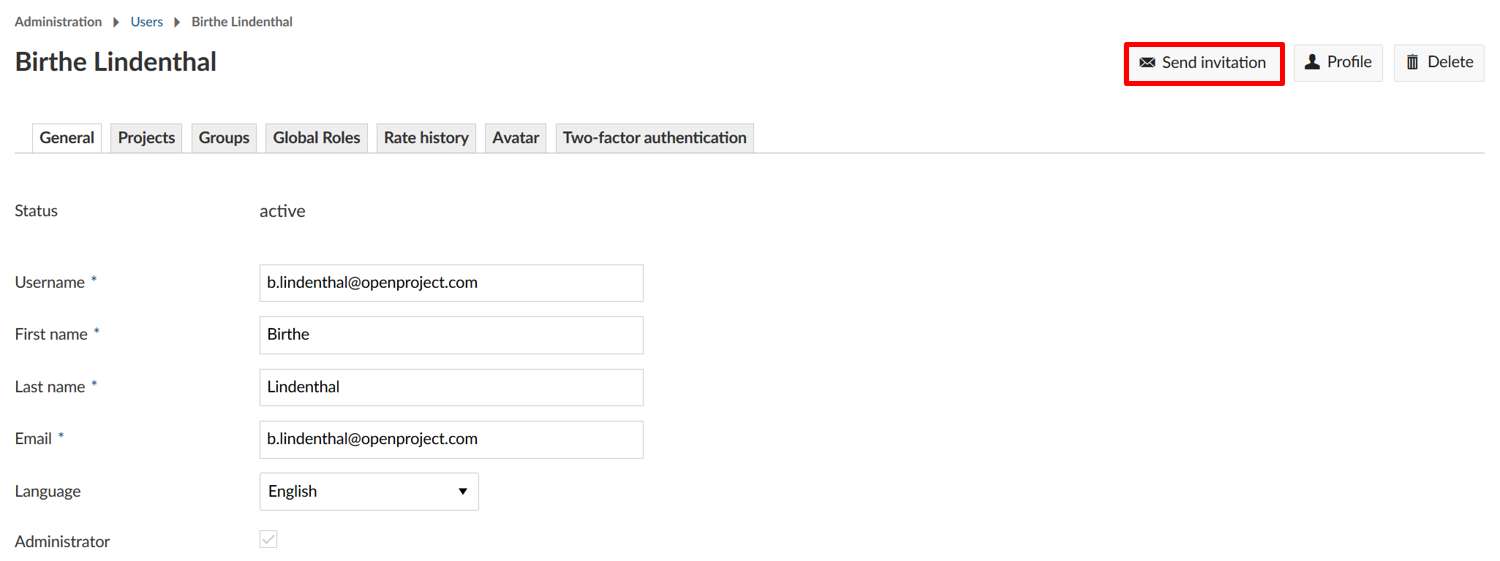 Administration Users Birthe Lindenthal
Birthe Lindenthal
Send invitation Profile Delete
General Projects Groups Global Roles Rate history Avatar Two-factor authentication
Status active
Username * b.lindenthal@openproject.com
First name * Birthe
Last name * Lindenthal
Email * b.lindenthal@openproject.com
Language English
Administrator